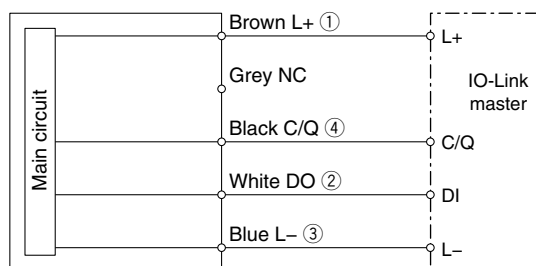 Main circuit
Brown L+ ①
Grey NC
Black C/Q ④
White DO ②
Blue L− ③
L+
IO-Link
master
C/Q
DI
L−